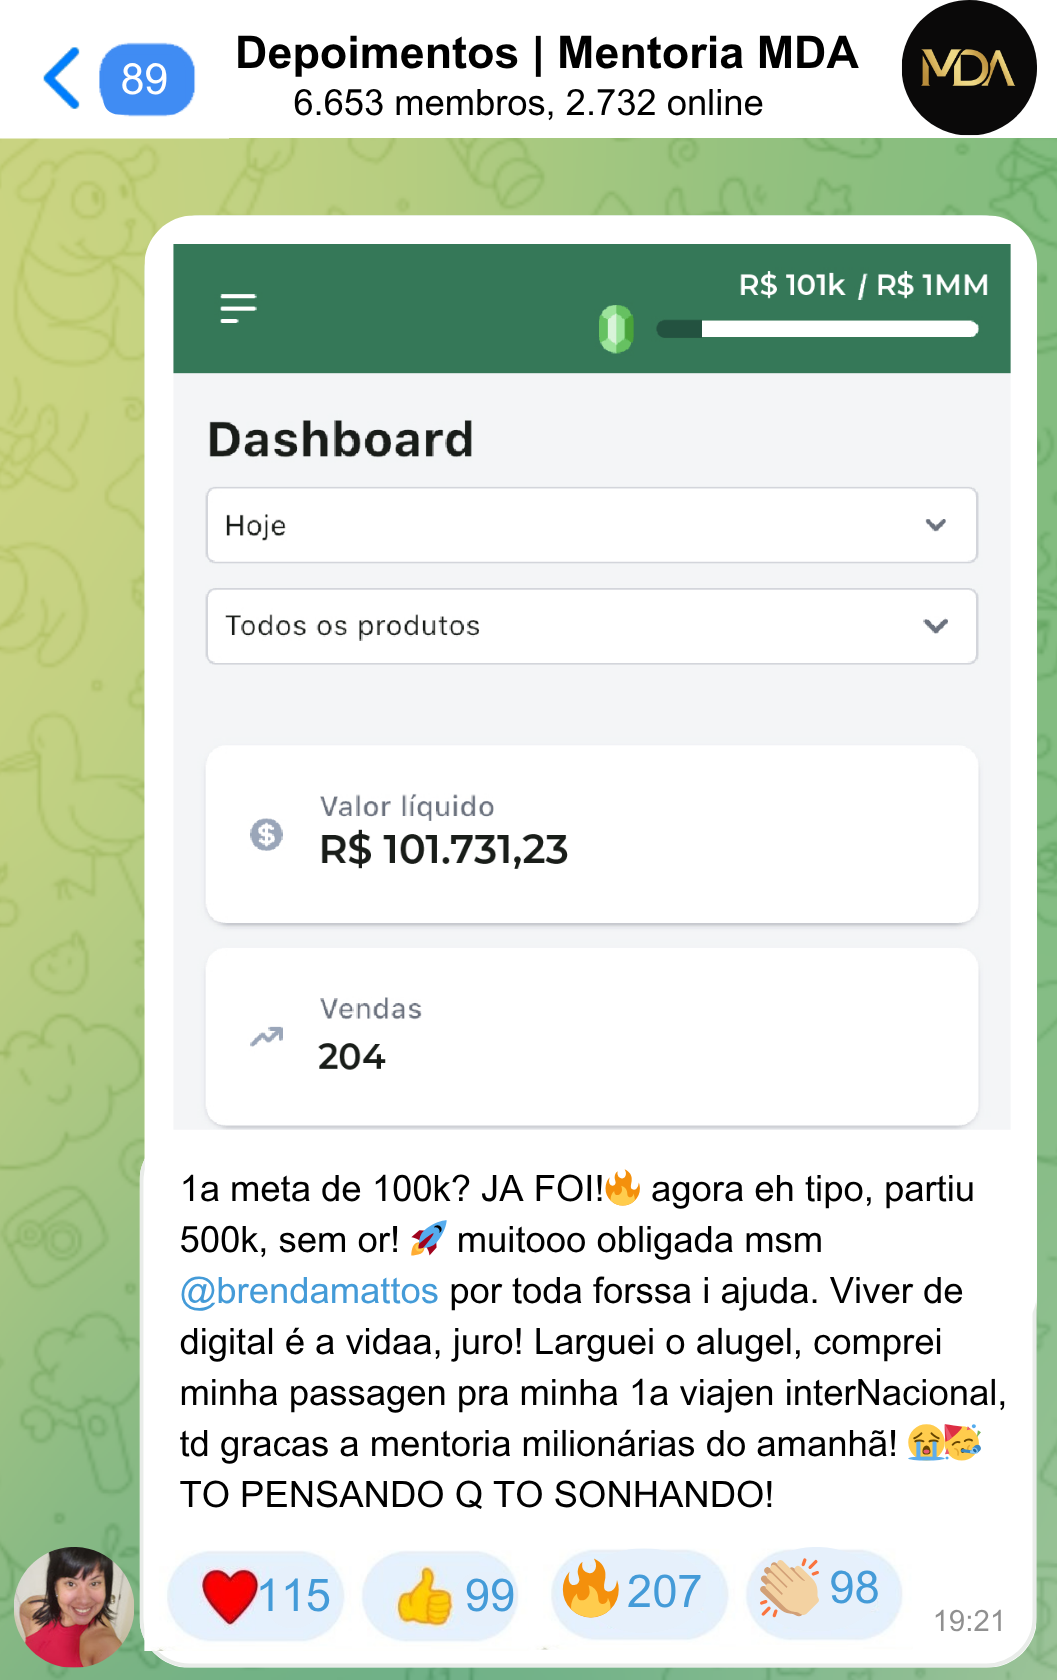 89
Depoimentos | Mentoria MDA
6.653 membros, 2.732 online
MDA
R$ 101k / R$ 1MM
Dashboard
Hoje
Todos os produtos
Valor líquido
R$ 101.731,23
Vendas
204
1a meta de 100k? JA FOI!🔥 agora eh tipo, partiu
500k, sem or! 🚀 muitooo obligada msm
@brendamattos por toda forssa i ajuda. Viver de
digital é a vidaa, juro! Larguei o alugel, comprei
minha passagen pra minha 1a viajen interNacional,
td gracas a mentoria milionárias do amanhã! 😭🥳
TO PENSANDO Q TO SONHANDO!
❤️115 👍 99 🔥 207 👏 98
19:21